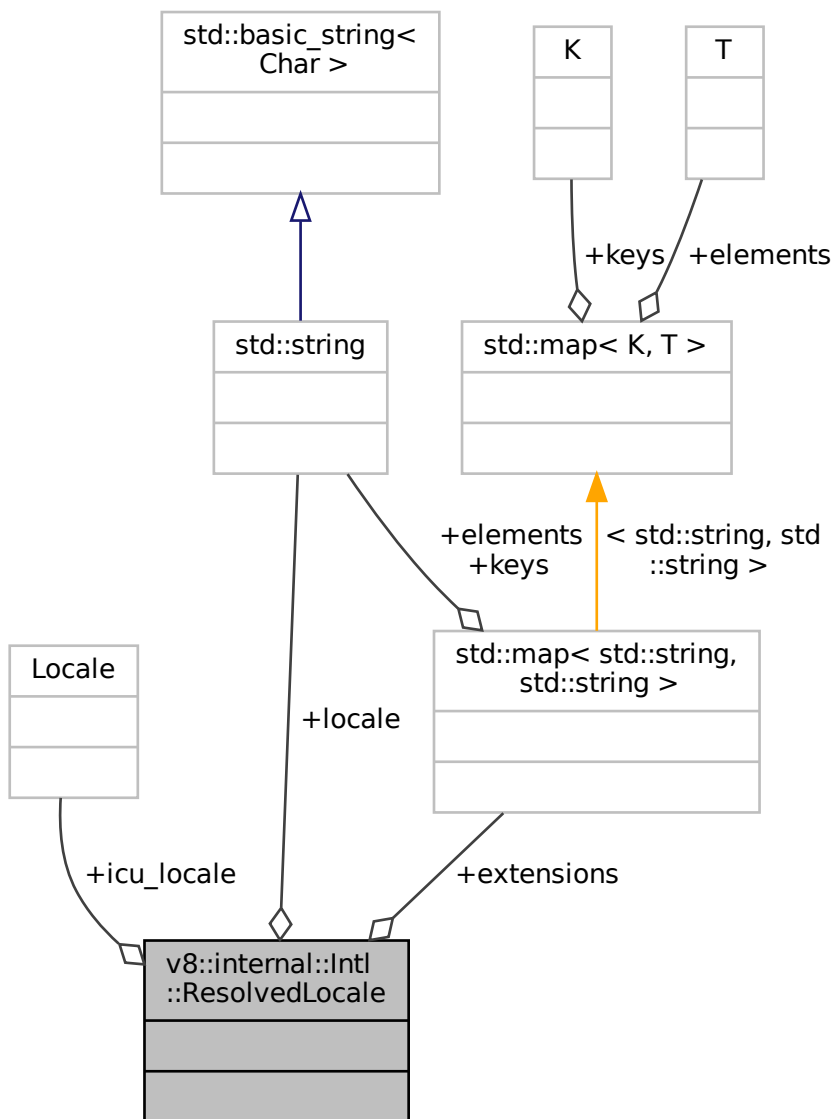 std::basic_string<
Char >
K
T
+keys
+elements
std::string
std::map< K, T >
+elements
+keys
< std::string, std
::string >
Locale
std::map< std::string,
std::string >
+locale
+icu_locale
+extensions
v8::internal::Intl
::ResolvedLocale